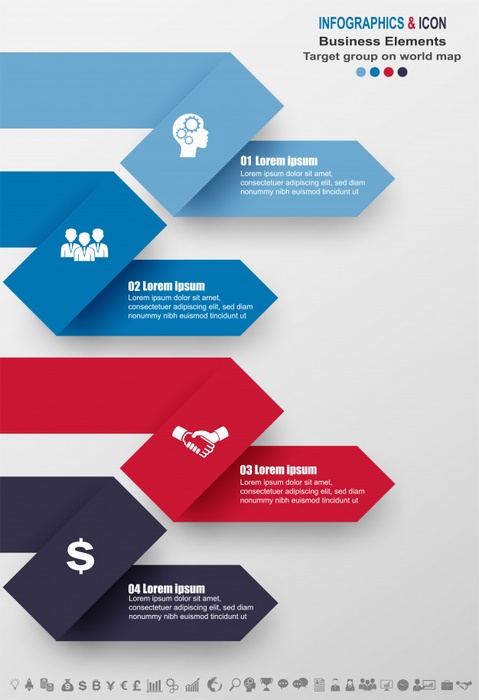 INFOGRAPHICS & ICON
Business Elements
Target group on world map
01 Lorem ipsum
Lorem ipsum dolor sit amet,
consectetuer adipiscing elit, sed diam
nonummy nibh euismod tincidunt ut
02 Lorem ipsum
Lorem ipsum dolor sit amet,
consectetuer adipiscing elit, sed diam
nonummy nibh euismod tincidunt ut
$
03 Lorem ipsum
Lorem ipsum dolor sit amet,
consectetuer adipiscing elit, sed diam
nonummy nibh euismod tincidunt ut
04 Lorem ipsum
Lorem ipsum dolor sit amet,
consectetuer adipiscing elit, sed diam
nonummy nibh euismod tincidunt ut
$ B ¥ € £